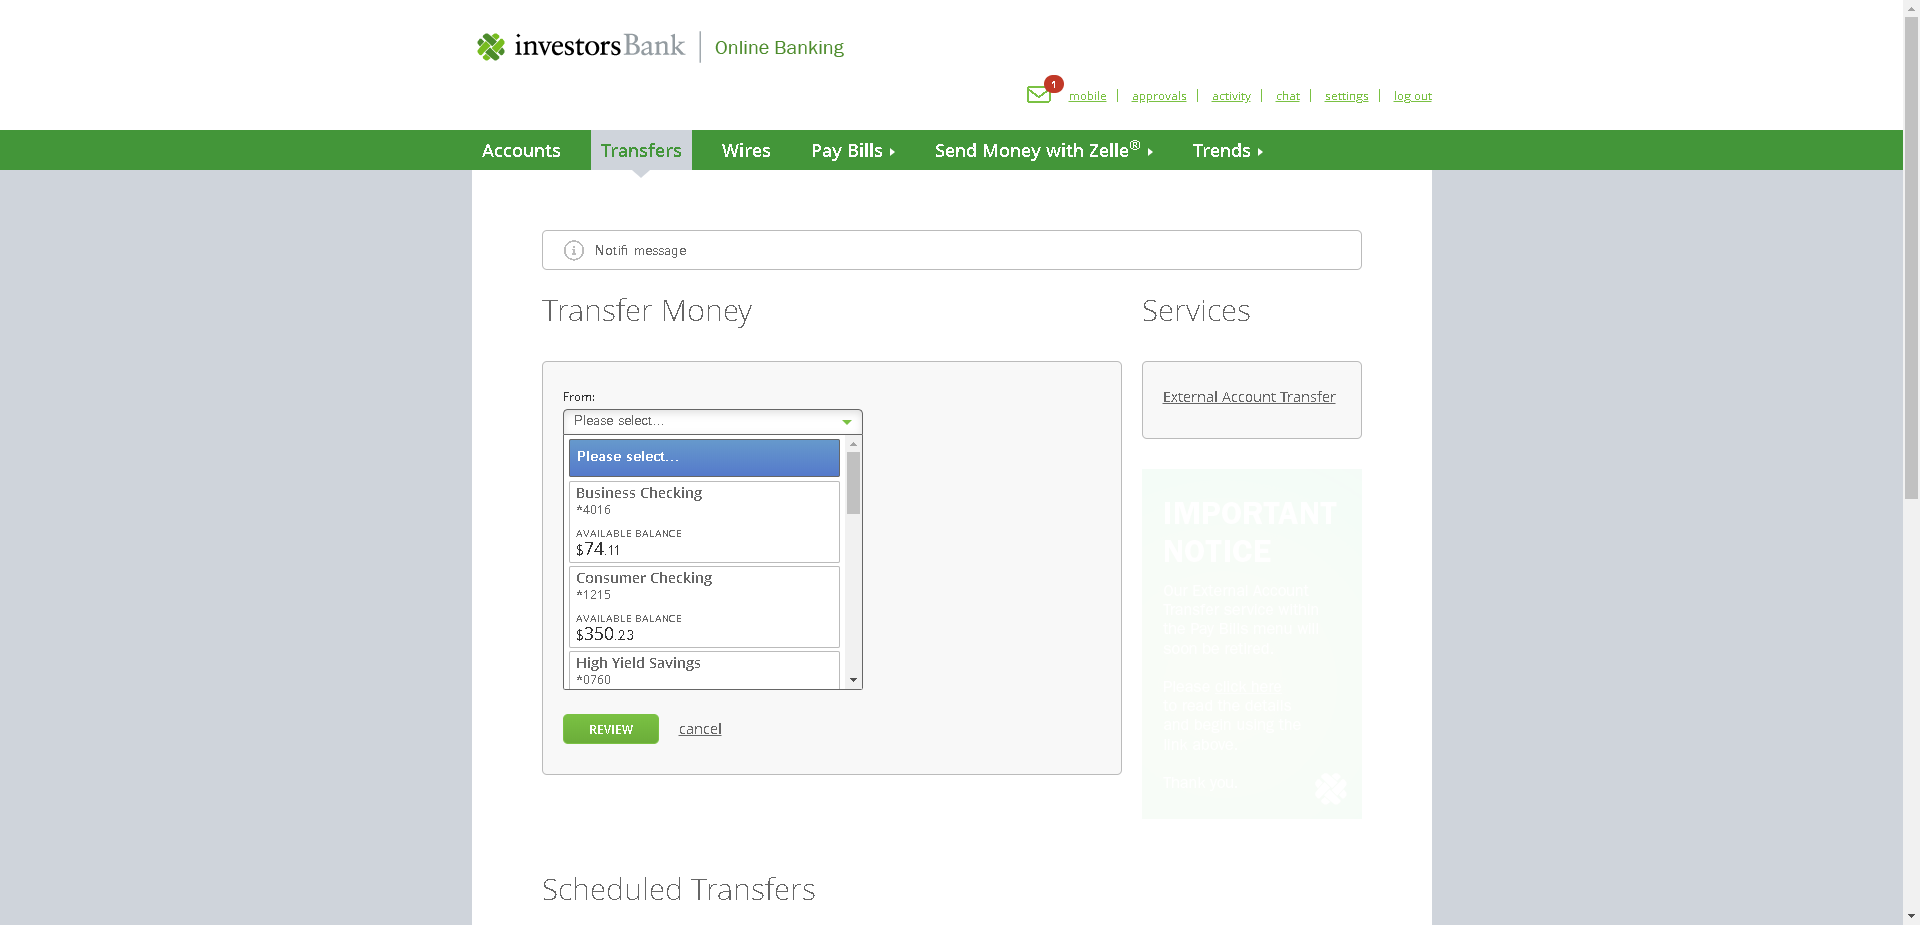 investorsBank | Online Banking
1
mobile | approvals | activity | chat | settings | log out
Accounts Transfers Wires Pay Bills Send Money with Zelle® Trends
Notifi message
Transfer Money
From:
Please select...
Please select...
Business Checking
*4016
AVAILABLE BALANCE
$74.11
Consumer Checking
*1215
AVAILABLE BALANCE
$350.23
High Yield Savings
*0760
REVIEW cancel
Services
External Account Transfer
IMPORTANT
NOTICE
Our External Account
Transfer service within
the Pay Bills menu will
soon be retired.
Please click here
to read the details
and begin using the
link above.
Thank you.
Scheduled Transfers